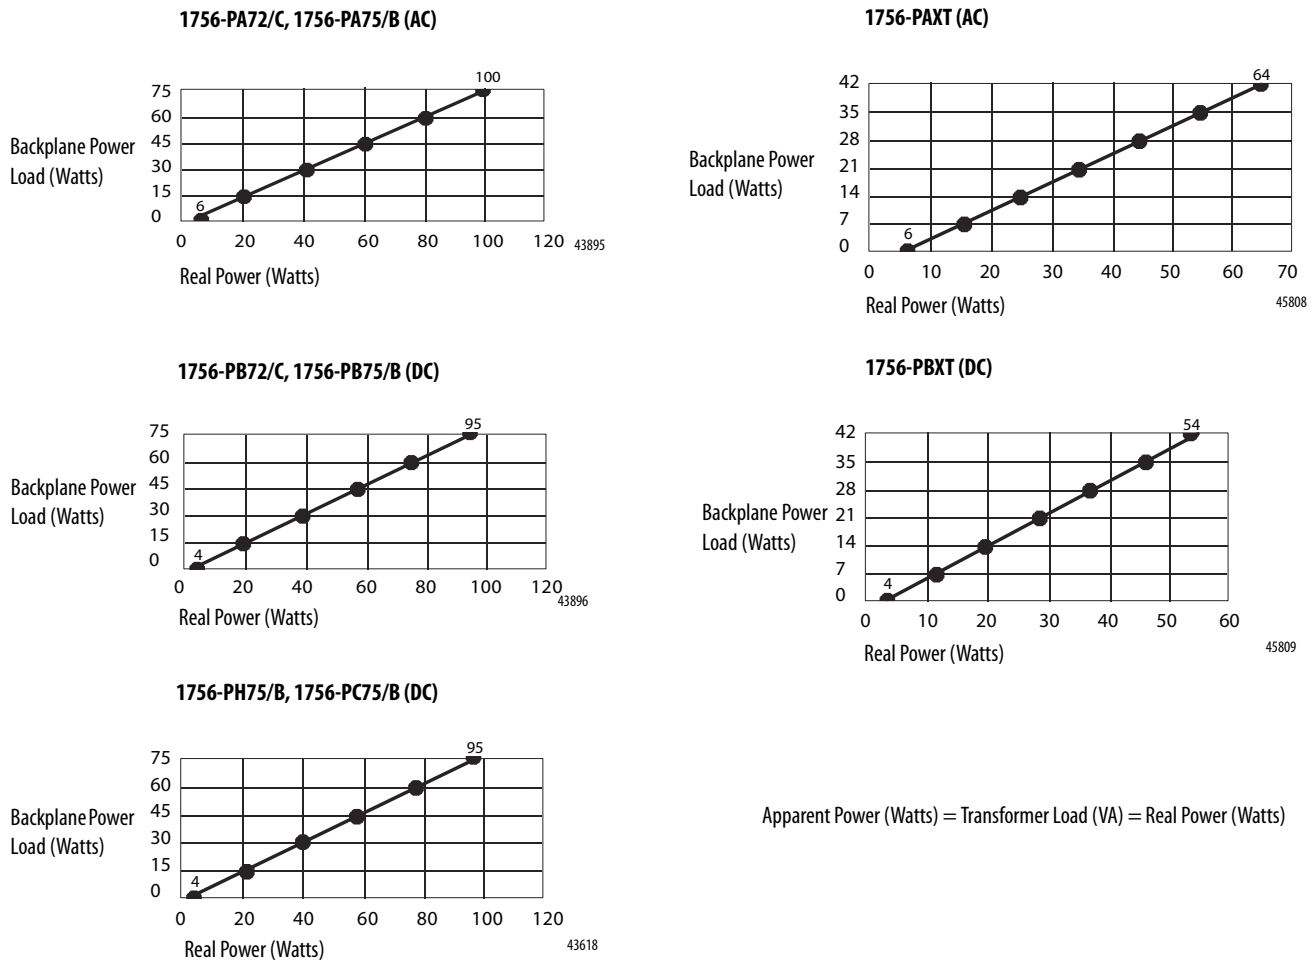 1756-PA72/C, 1756-PA75/B (AC)
100
75
60
45
30
15
0
Backplane Power
Load (Watts)
6
0 20 40 60 80 100 120
43895
Real Power (Watts)
1756-PAXT (AC)
64
42
35
28
21
14
7
0
Backplane Power
Load (Watts)
6
0 10 20 30 40 50 60 70
Real Power (Watts)
45808
1756-PB72/C, 1756-PB75/B (DC)
95
75
60
45
30
15
0
Backplane Power
Load (Watts)
4
0 20 40 60 80 100 120
43896
Real Power (Watts)
1756-PBXT (DC)
54
42
35
28
21
14
7
0
Backplane Power
Load (Watts)
4
0 10 20 30 40 50 60
Real Power (Watts)
45809
1756-PH75/B, 1756-PC75/B (DC)
95
75
60
45
30
15
0
Backplane Power
Load (Watts)
4
0 20 40 60 80 100 120
Real Power (Watts)
43618
Apparent Power (Watts) = Transformer Load (VA) = Real Power (Watts)